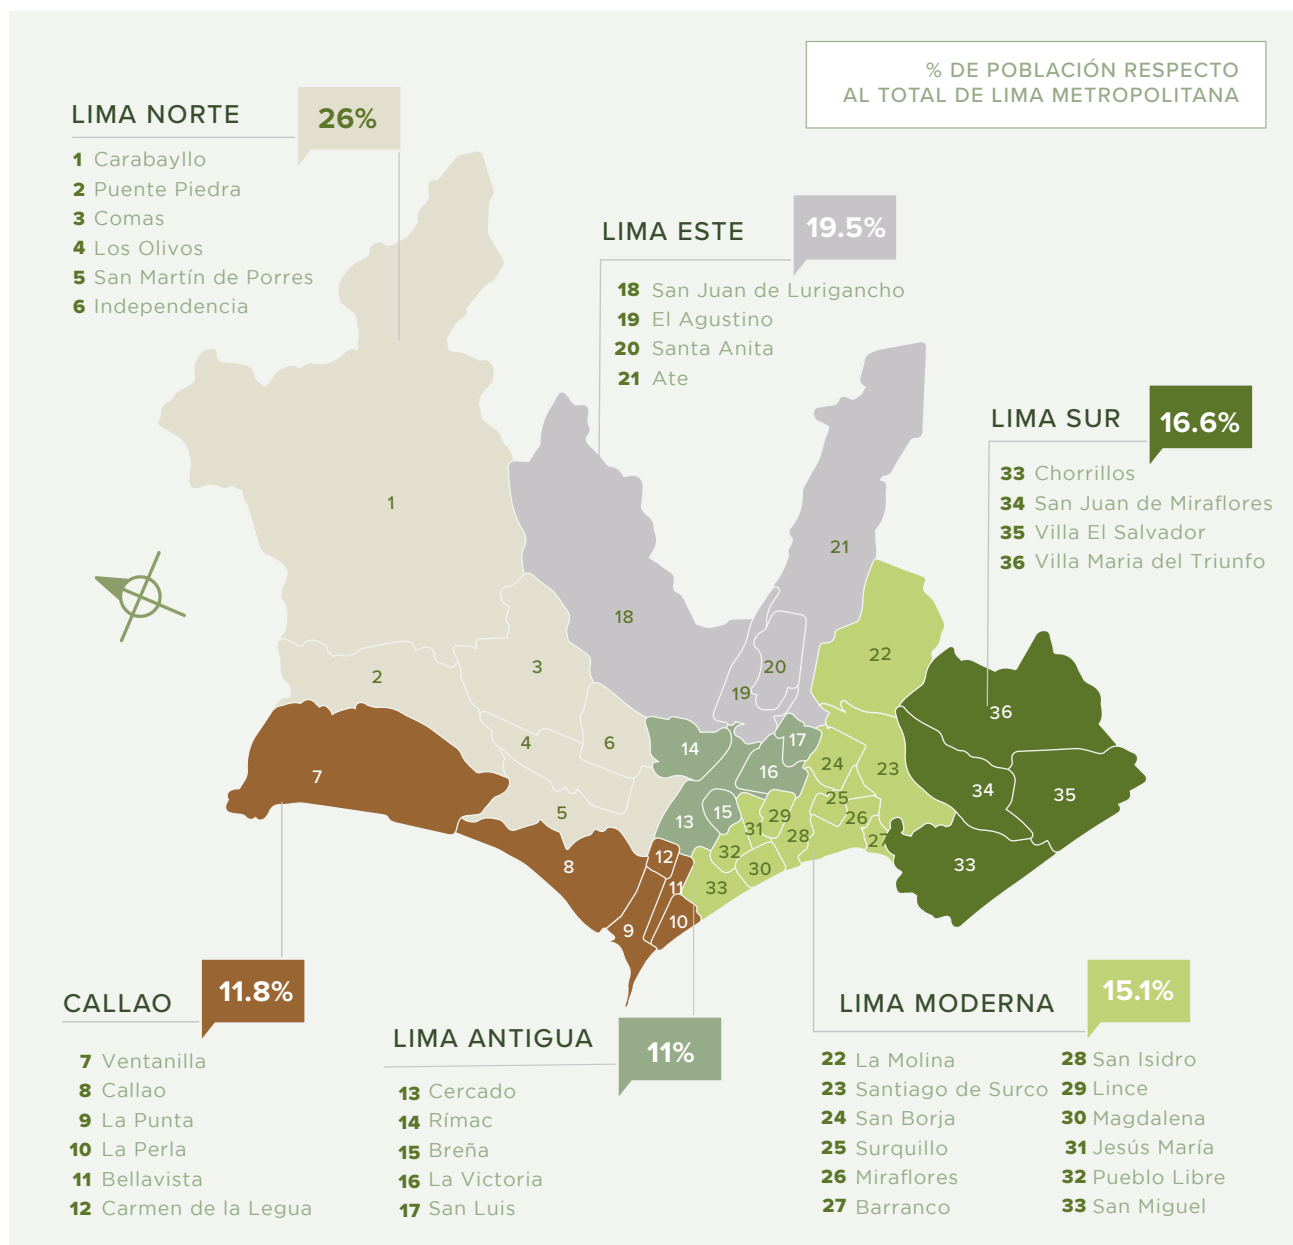 % DE POBLACIÓN RESPECTO
AL TOTAL DE LIMA METROPOLITANA
LIMA NORTE
26%
1 Carabayllo
2 Puente Piedra
3 Comas
4 Los Olivos
5 San Martín de Porres
6 Independencia
LIMA ESTE
19.5%
18 San Juan de Lurigancho
19 El Agustino
20 Santa Anita
21 Ate
LIMA SUR
16.6%
33 Chorrillos
34 San Juan de Miraflores
35 Villa El Salvador
36 Villa Maria del Triunfo
1
21
18
22
3
20
2
19
36
4
6
14
17
7
24
23
16
34
35
25
5
13
15
29
26
31
28
27
32
12
8
30
33
11
33
10
9
CALLAO
11.8%
7 Ventanilla
8 Callao
9 La Punta
10 La Perla
11 Bellavista
12 Carmen de la Legua
LIMA ANTIGUA
11%
13 Cercado
14 Rímac
15 Breña
16 La Victoria
17 San Luis
LIMA MODERNA
15.1%
22 La Molina
23 Santiago de Surco
24 San Borja
25 Surquillo
26 Miraflores
27 Barranco
28 San Isidro
29 Lince
30 Magdalena
31 Jesús María
32 Pueblo Libre
33 San Miguel